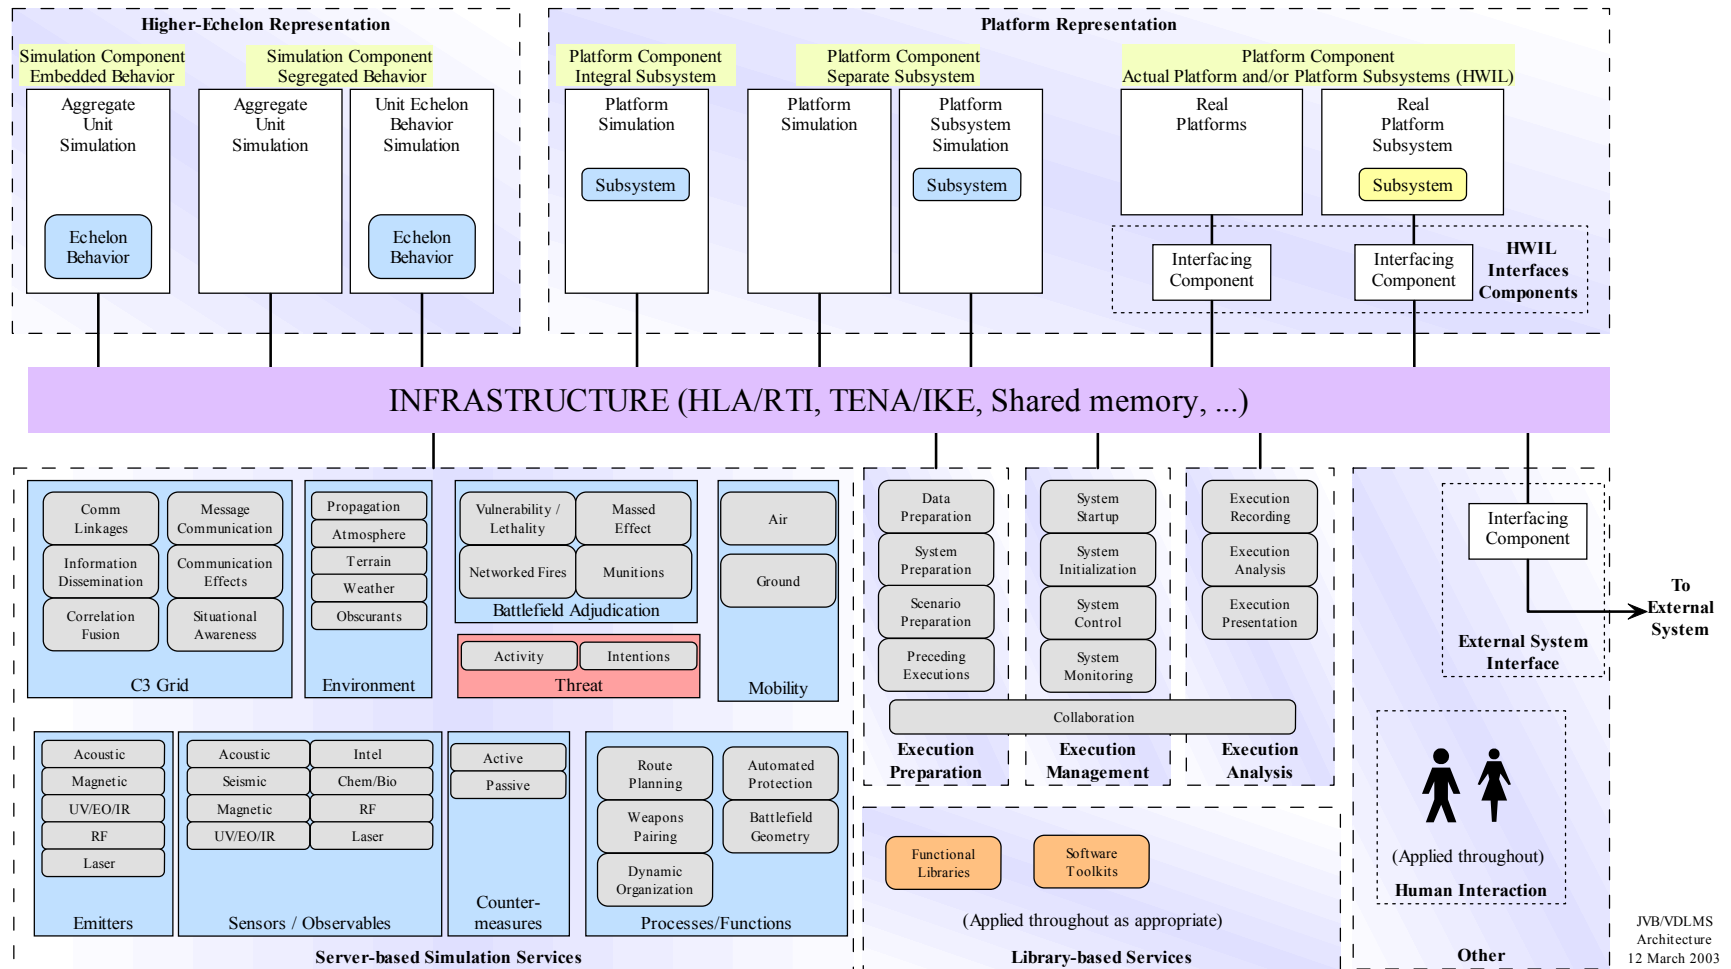 Higher-Echelon Representation
Simulation Component
Embedded Behavior
Simulation Component
Segregated Behavior
Aggregate
Unit
Simulation
Echelon
Behavior
Aggregate
Unit
Simulation
Unit Echelon
Behavior
Simulation
Echelon
Behavior
Platform Representation
Platform Component
Integral Subsystem
Platform Component
Separate Subsystem
Platform Component
Actual Platform and/or Platform Subsystems (HWIL)
Platform
Simulation
Subsystem
Platform
Simulation
Platform
Subsystem
Simulation
Subsystem
Real
Platforms
Real
Platform
Subsystem
Subsystem
Interfacing
Component
Interfacing
Component
HWIL
Interfaces
Components
INFRASTRUCTURE (HLA/RTI, TENA/IKE, Shared memory, ...)
Comm
Linkages
Message
Communication
Information
Dissemination
Communication
Effects
Correlation
Fusion
Situational
Awareness
C3 Grid
Propagation
Atmosphere
Terrain
Weather
Obscurants
Environment
Vulnerability /
Lethality
Massed
Effect
Networked Fires
Munitions
Battlefield Adjudication
Activity
Intentions
Threat
Air
Ground
Mobility
Acoustic
Magnetic
UV/EO/IR
RF
Laser
Emitters
Acoustic
Seismic
Magnetic
UV/EO/IR
Intel
Chem/Bio
RF
Laser
Sensors / Observables
Active
Passive
Counter-
measures
Route
Planning
Automated
Protection
Weapons
Pairing
Battlefield
Geometry
Dynamic
Organization
Processes/Functions
Server-based Simulation Services
Data
Preparation
System
Preparation
Scenario
Preparation
Preceding
Executions
System
Startup
System
Initialization
System
Control
System
Monitoring
Execution
Recording
Execution
Analysis
Execution
Presentation
Collaboration
Execution
Preparation
Execution
Management
Execution
Analysis
Functional
Libraries
Software
Toolkits
(Applied throughout as appropriate)
Library-based Services
Interfacing
Component
External System
Interface
To
External
System
(Applied throughout)
Human Interaction
Other
JVB/VDLMS
Architecture
12 March 2003